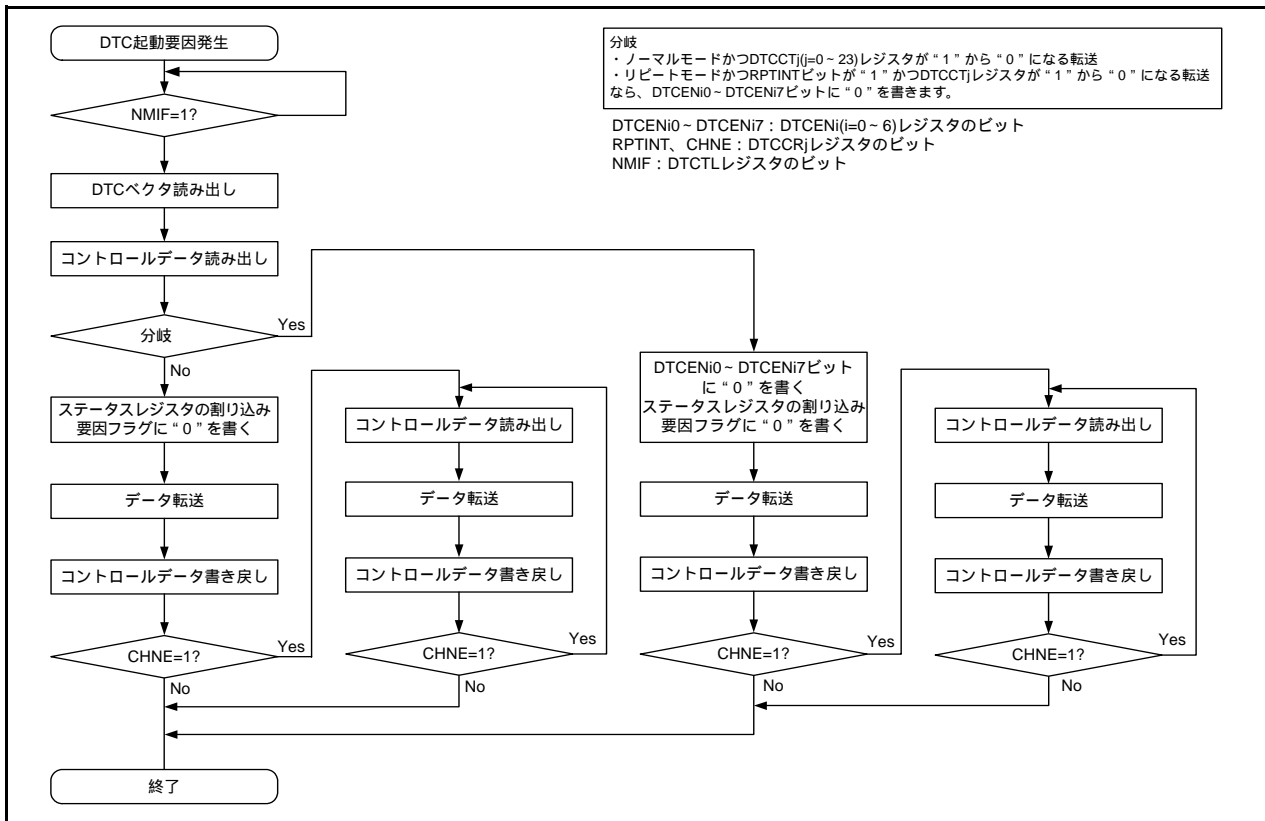 DTC起動要因発生
NMIF=1?
DTCベクタ読み出し
コントロールデータ読み出し
分岐
Yes
No
ステータスレジスタの割り込み
要因フラグに“0”を書く
データ転送
コントロールデータ書き戻し
CHNE=1?
Yes
No
終了
コントロールデータ読み出し
データ転送
コントロールデータ書き戻し
CHNE=1?
Yes
No
分岐
・ノーマルモードかつDTCCTj(j=0~23)レジスタが“1”から“0”になる転送
・リピートモードかつRPTINTビットが“1”かつDTCCTjレジスタが“1”から“0”になる転送
なら、DTCENi0~DTCENi7ビットに“0”を書きます。
DTCENi0~DTCENi7:DTCENi(i=0~6)レジスタのビット
RPTINT、CHNE:DTCCRjレジスタのビット
NMIF:DTCTLレジスタのビット
DTCENi0~DTCENi7ビット
に“0”を書く
ステータスレジスタの割り込み
要因フラグに“0”を書く
データ転送
コントロールデータ書き戻し
CHNE=1?
Yes
No
コントロールデータ読み出し
データ転送
コントロールデータ書き戻し
CHNE=1?
Yes
No